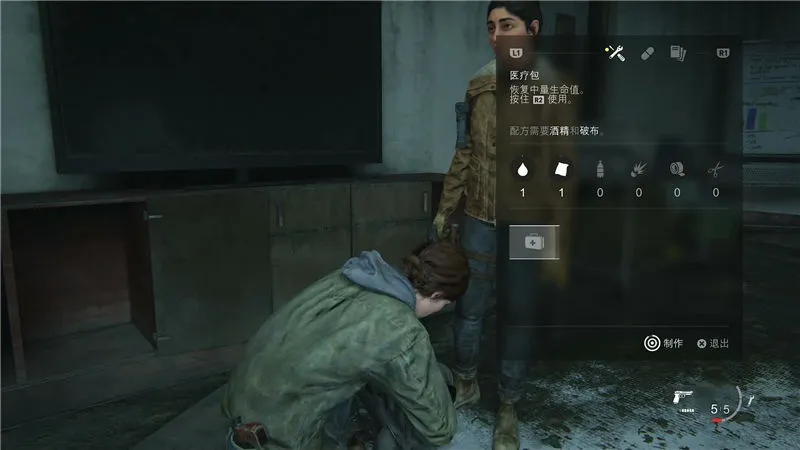 L1 R1
医疗包
恢复中量生命值。
按住 R2 使用。
配方需要酒精和破布。
1 1 0 0 0 0
制作 退出
5 5